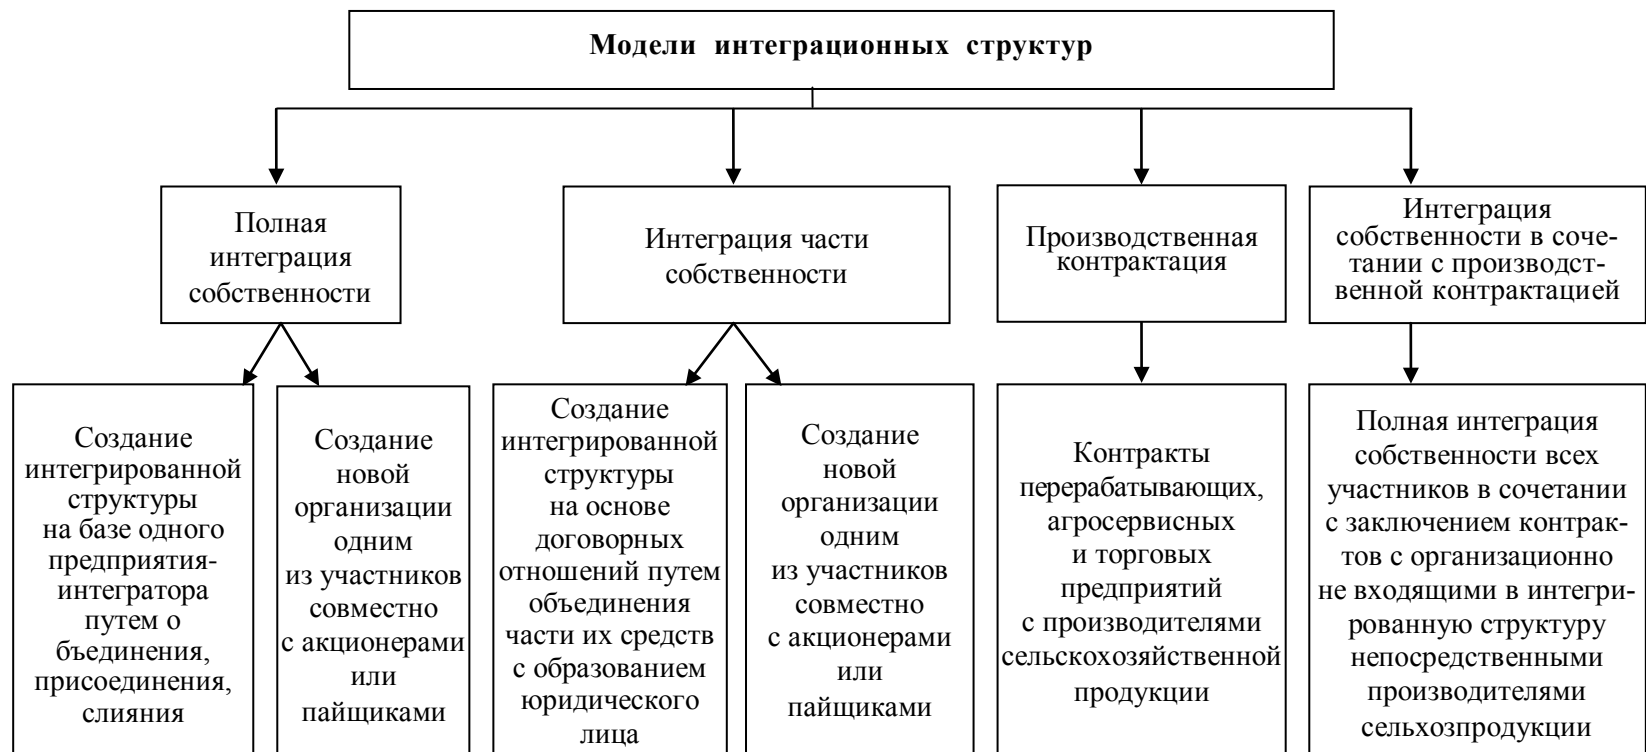 Модели интеграционных структур
Полная
интеграция
собственности
Интеграция части
собственности
Производственная
контрактация
Интеграция
собственности в соче-
тании с производст-
венной контрактацией
Создание
интегрированной
структуры
на базе одного
предприятия-
интегратора
путем о
бъединения,
присоединения,
слияния
Создание
новой
организации
одним
из участников
совместно
с акционерами
или
пайщиками
Создание
интегрированной
структуры
на основе
договорных
отношений путем
объединения
части их средств
с образованием
юридического
лица
Создание
новой
организации
одним
из участников
совместно
с акционерами
или
пайщиками
Контракты
перерабатывающих,
агросервисных
и торговых
предприятий
с производителями
сельскохозяйственной
продукции
Полная интеграция
собственности всех
участников в сочетании
с заключением контрак-
тов с организационно
не входящими в интегри-
рованную структуру
непосредственными
производителями
сельхозпродукции